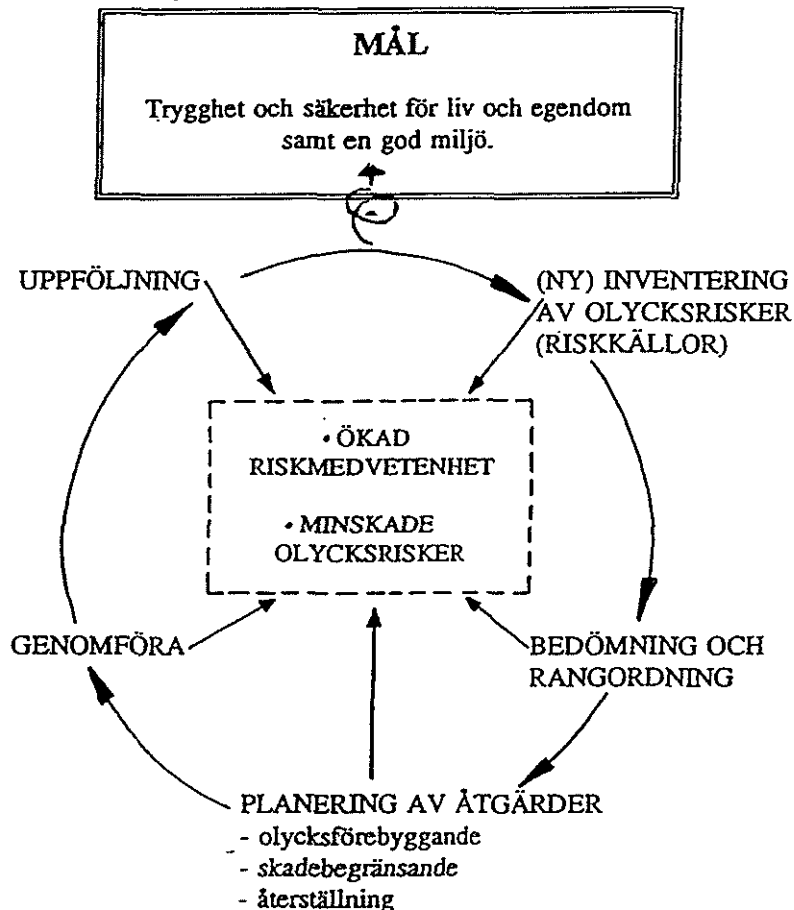 MÅL
Trygghet och säkerhet för liv och egendom
samt en god miljö.
UPPFÖLJNING
(NY) INVENTERING
AV OLYCKSRISKER
(RISKKÄLLOR)
• ÖKAD
RISKMEDVETENHET
• MINSKADE
OLYCKSRISKER
GENOMFÖRA
BEDÖMNING OCH
RANGORDNING
PLANERING AV ÅTGÄRDER
- olycksförebyggande
- skadebegränsande
- återställning